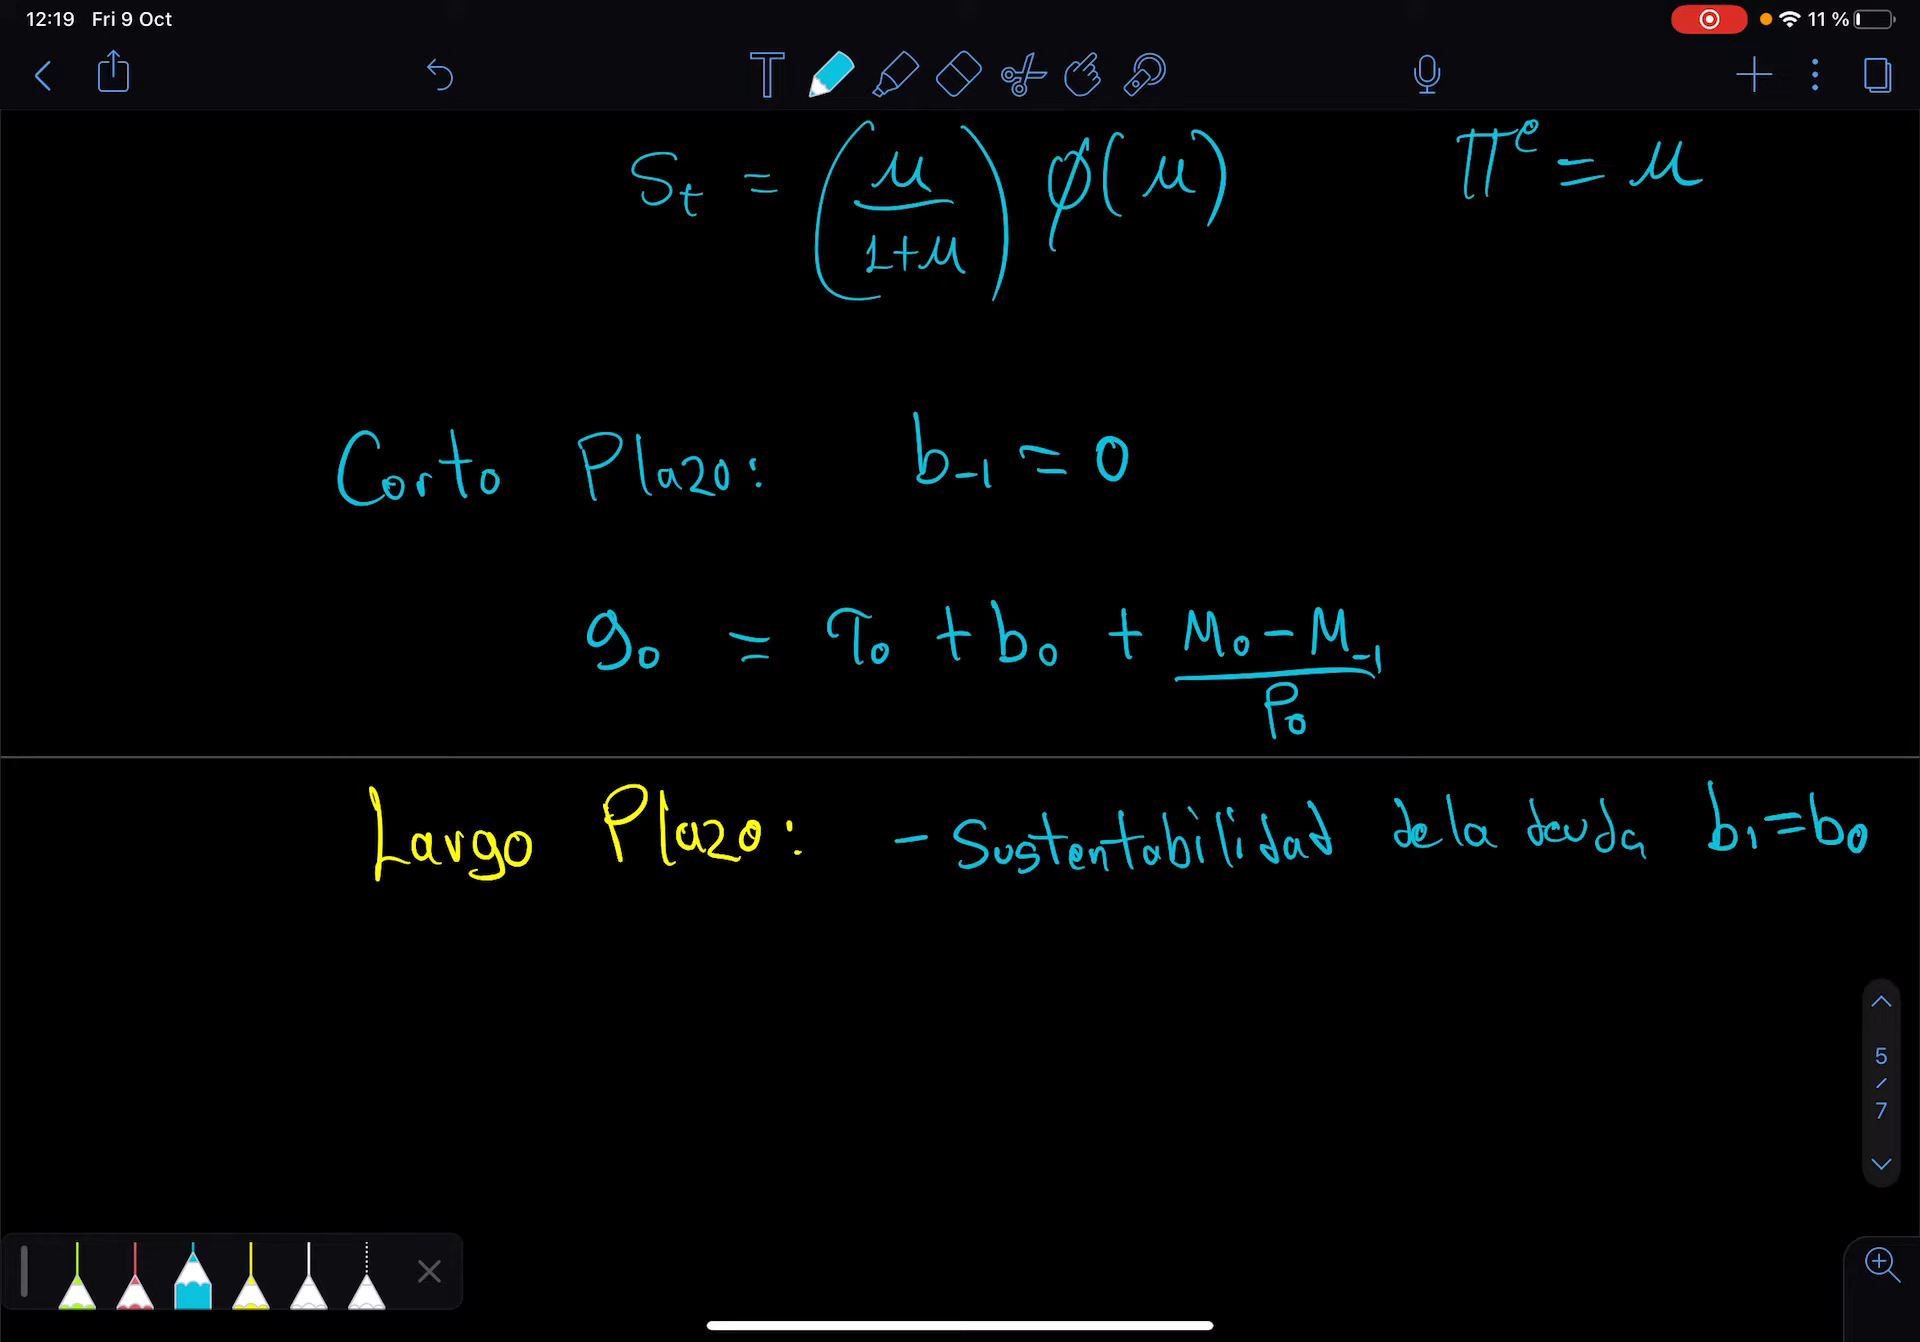 12:19 Fri 9 Oct 11 %
S_t = (μ / 1+μ) ϕ(μ) π^e = μ
Corto Plazo: b_{-1} = 0
g_0 = τ_0 + b_0 + (M_0 - M_{-1}) / P_0
Largo Plazo: - Sustentabilidad de la deuda b_1 = b_0
5
/
7